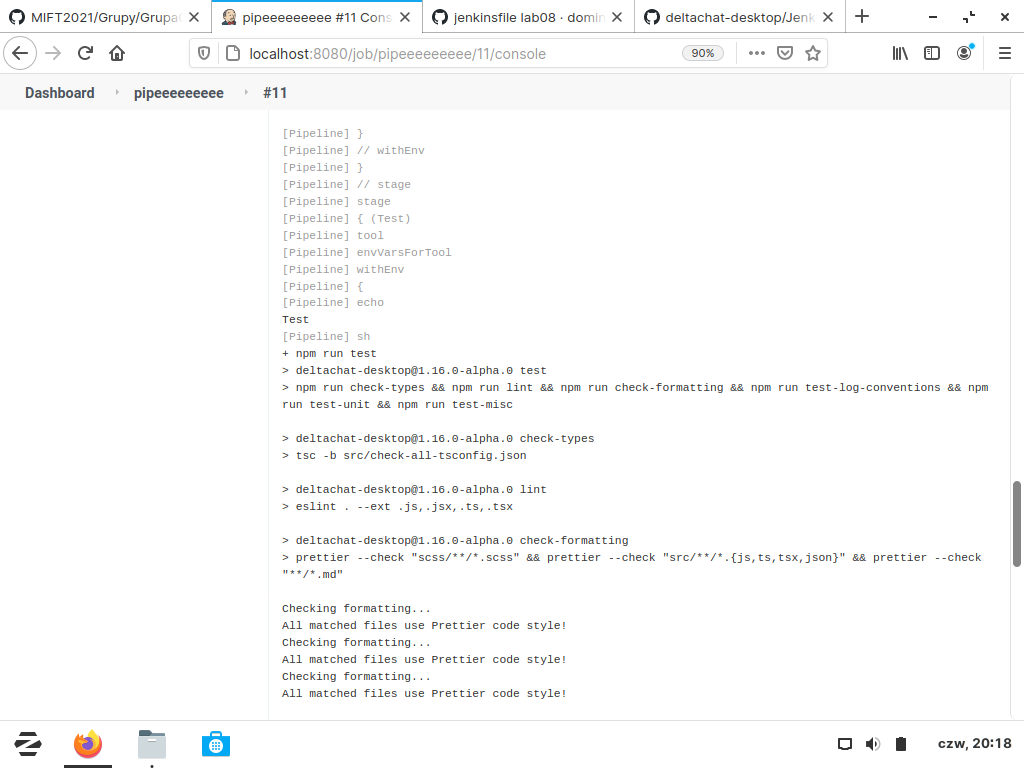 MIFT2021/Grupy/Grupa
pipeeeeeeeee #11 Cons
jenkinsfile lab08 · domin
deltachat-desktop/Jenk
localhost:8080/job/pipeeeeeeeee/11/console
90%
Dashboard
pipeeeeeeeee
#11
[Pipeline] }
[Pipeline] // withEnv
[Pipeline] }
[Pipeline] // stage
[Pipeline] stage
[Pipeline] { (Test)
[Pipeline] tool
[Pipeline] envVarsForTool
[Pipeline] withEnv
[Pipeline] {
[Pipeline] echo
Test
[Pipeline] sh
+ npm run test
> deltachat-desktop@1.16.0-alpha.0 test
> npm run check-types && npm run lint && npm run check-formatting && npm run test-log-conventions && npm
run test-unit && npm run test-misc
> deltachat-desktop@1.16.0-alpha.0 check-types
> tsc -b src/check-all-tsconfig.json
> deltachat-desktop@1.16.0-alpha.0 lint
> eslint . --ext .js,.jsx,.ts,.tsx
> deltachat-desktop@1.16.0-alpha.0 check-formatting
> prettier --check "scss/**/*.scss" && prettier --check "src/**/*.{js,ts,tsx,json}" && prettier --check
"**/*.md"
Checking formatting...
All matched files use Prettier code style!
Checking formatting...
All matched files use Prettier code style!
Checking formatting...
All matched files use Prettier code style!
czw, 20:18